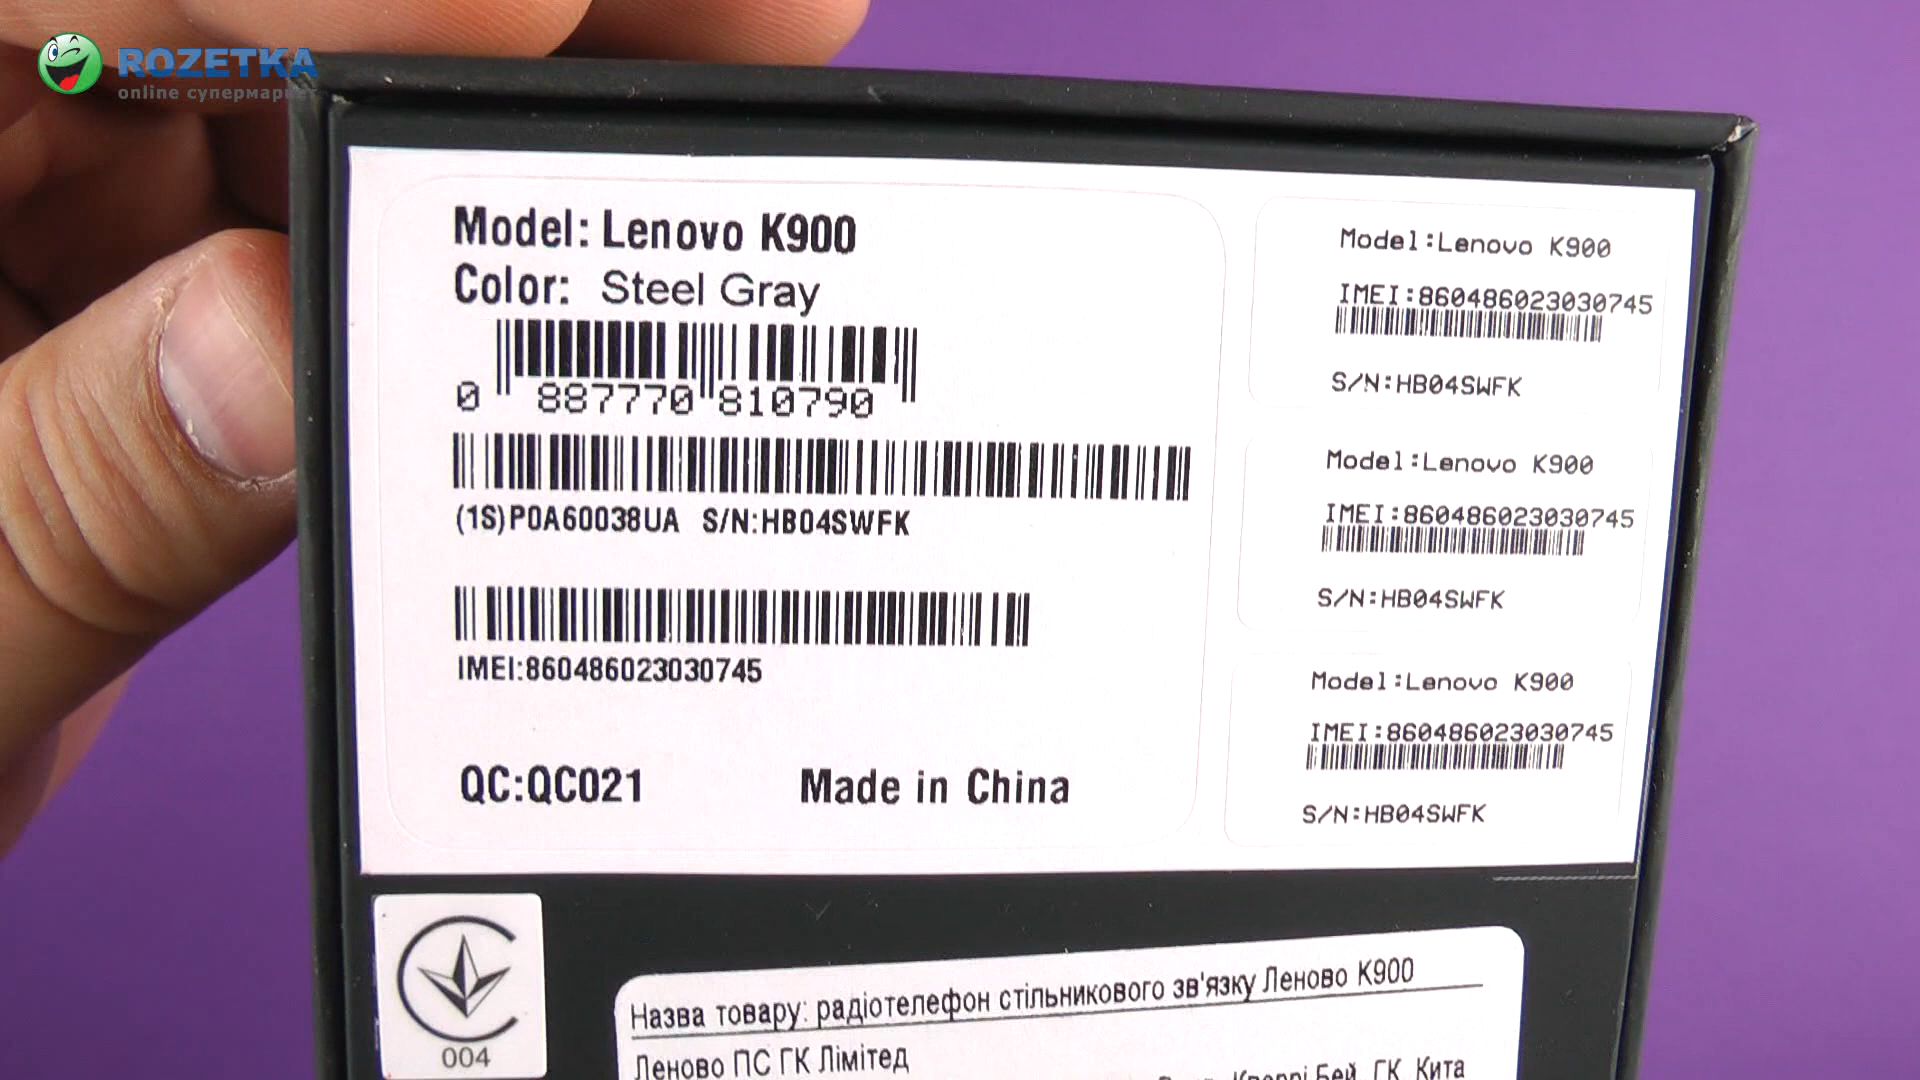 ROZETKA
online супермаркет
Model: Lenovo K900
Color: Steel Gray
0 887770 810790
(1S)P0A60038UA S/N:HB04SWFK
IMEI:860486023030745
QC:QC021 Made in China
Model:Lenovo K900
IMEI:860486023030745
S/N:HB04SWFK
Model:Lenovo K900
IMEI:860486023030745
S/N:HB04SWFK
Model:Lenovo K900
IMEI:860486023030745
S/N:HB04SWFK
004
Назва товару: радіотелефон стільникового зв'язку Леново K900
Леново ПС ГК Лімітед
Бей, ГК, Кита